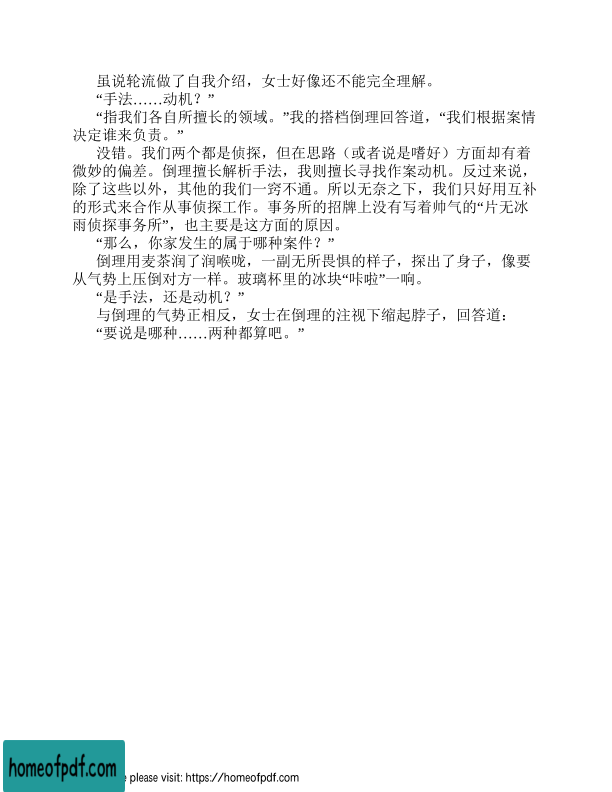 虽说轮流做了自我介绍，女士好像还不能完全理解。
“手法……动机？”
“指我们各自所擅长的领域。”我的搭档倒理回答道，“我们根据案情
决定谁来负责。”
没错。我们两个都是侦探，但在思路（或者说是嗜好）方面却有着
微妙的偏差。倒理擅长解析手法，我则擅长寻找作案动机。反过来说，
除了这些以外，其他的我们一窍不通。所以无奈之下，我们只好用互补
的形式来合作从事侦探工作。事务所的招牌上没有写着帅气的“片无冰
雨侦探事务所”，也主要是这方面的原因。
“那么，你家发生的属于哪种案件？”
倒理用麦茶润了润喉咙，一副无所畏惧的样子，探出了身子，像要
从气势上压倒对方一样。玻璃杯里的冰块“咔啦”一响。
“是手法，还是动机？”
与倒理的气势正相反，女士在倒理的注视下缩起脖子，回答道：
“要说是哪种……两种都算吧。”
homeofpdf.com
e please visit: https://homeofpdf.com